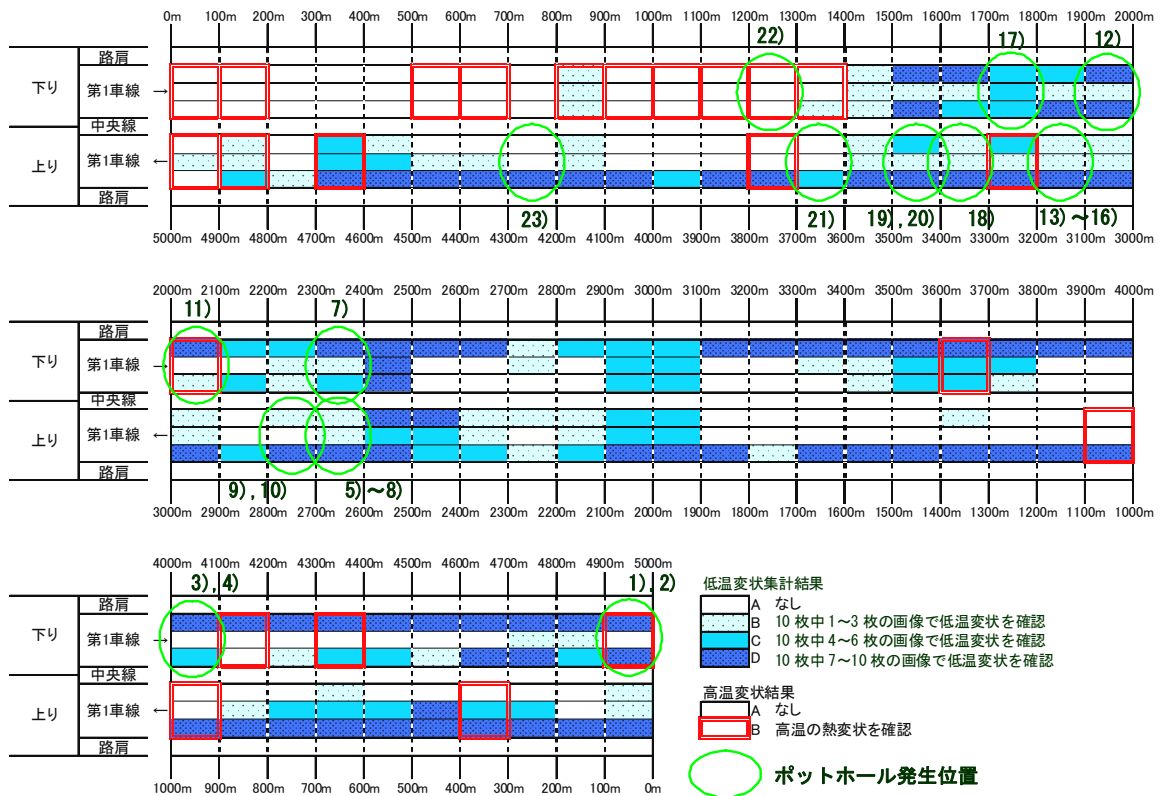 0m 100m 200m 300m 400m 500m 600m 700m 800m 900m 1000m 1100m 1200m 1300m 1400m 1500m 1600m 1700m 1800m 1900m 2000m
22) 17) 12)
路肩
下り 第1車線 →
中央線
上り 第1車線 ←
路肩
23) 21) 19),20) 18) 13)~16)
5000m 4900m 4800m 4700m 4600m 4500m 4400m 4300m 4200m 4100m 4000m 3900m 3800m 3700m 3600m 3500m 3400m 3300m 3200m 3100m 3000m
2000m 2100m 2200m 2300m 2400m 2500m 2600m 2700m 2800m 2900m 3000m 3100m 3200m 3300m 3400m 3500m 3600m 3700m 3800m 3900m 4000m
11) 7)
路肩
下り 第1車線 →
中央線
上り 第1車線 ←
路肩
9),10) 5)~8)
3000m 2900m 2800m 2700m 2600m 2500m 2400m 2300m 2200m 2100m 2000m 1900m 1800m 1700m 1600m 1500m 1400m 1300m 1200m 1100m 1000m
4000m 4100m 4200m 4300m 4400m 4500m 4600m 4700m 4800m 4900m 5000m
3),4) 1),2)
路肩
下り 第1車線 →
中央線
上り 第1車線 ←
路肩
1000m 900m 800m 700m 600m 500m 400m 300m 200m 100m 0m
低温変状集計結果
A なし
B 10枚中1~3枚の画像で低温変状を確認
C 10枚中4~6枚の画像で低温変状を確認
D 10枚中7~10枚の画像で低温変状を確認
高温変状結果
A なし
B 高温の熱変状を確認
ポットホール発生位置